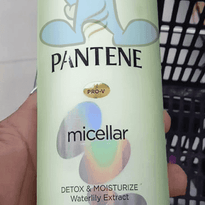 PANTENE
PRO-V
micellar
DETOX & MOISTURIZE
Waterlily Extract